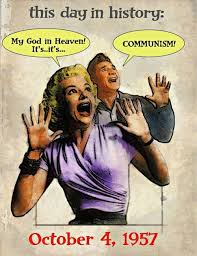 this day in history:
My God in Heaven!
It's..it's...
COMMUNISM!
October 4, 1957